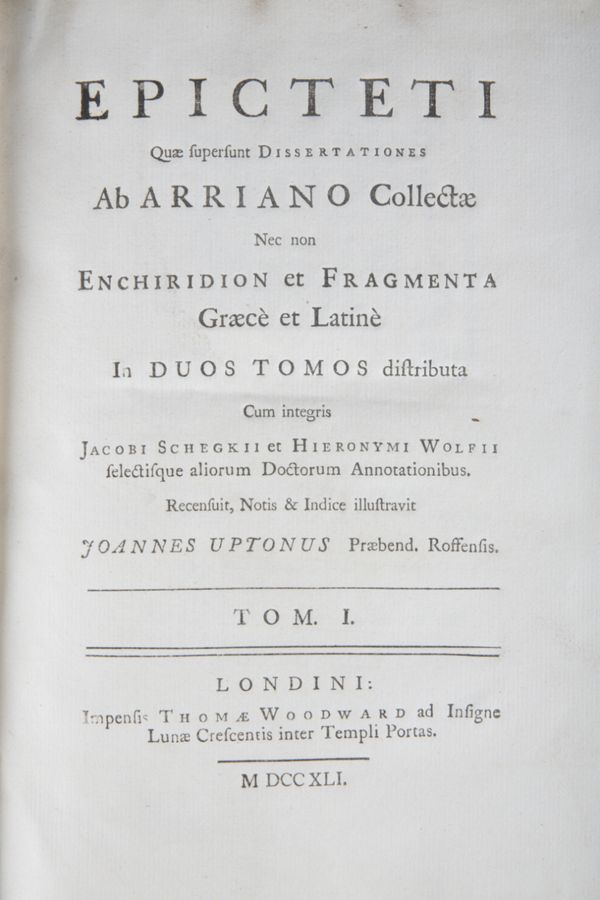 EPICTETI
Quæ ſuperſunt DISSERTATIONES
Ab ARRIANO Collectæ
Nec non
ENCHIRIDION et FRAGMENTA
Græcè et Latinè
In DUOS TOMOS diſtributa
Cum integris
JACOBI SCHEGKII et HIERONYMI WOLFII
ſelectiſque aliorum Doctorum Annotationibus.
Recenſuit, Notis & Indice illuſtravit
JOANNES UPTONUS Præbend. Roffenſis.
TOM. I.
LONDINI:
Impenſis THOMÆ WOODWARD ad Inſigne
Lunæ Creſcentis inter Templi Portas.
M DCC XLI.